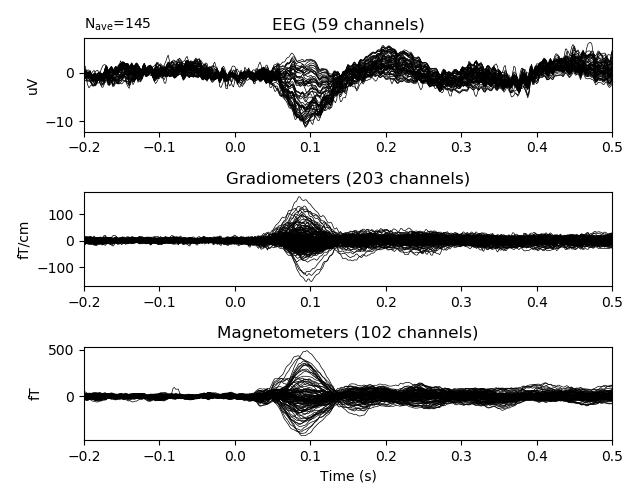 N_ave=145
EEG (59 channels)
uV
0
−10
−0.2 −0.1 0.0 0.1 0.2 0.3 0.4 0.5
Gradiometers (203 channels)
fT/cm
100
0
−100
−0.2 −0.1 0.0 0.1 0.2 0.3 0.4 0.5
Magnetometers (102 channels)
fT
500
0
−0.2 −0.1 0.0 0.1 0.2 0.3 0.4 0.5
Time (s)